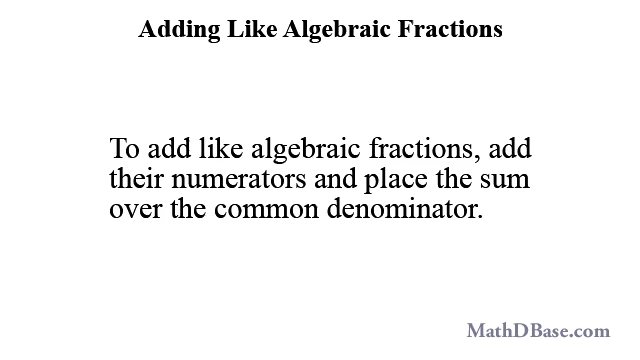 Adding Like Algebraic Fractions
To add like algebraic fractions, add
their numerators and place the sum
over the common denominator.
MathDBase.com